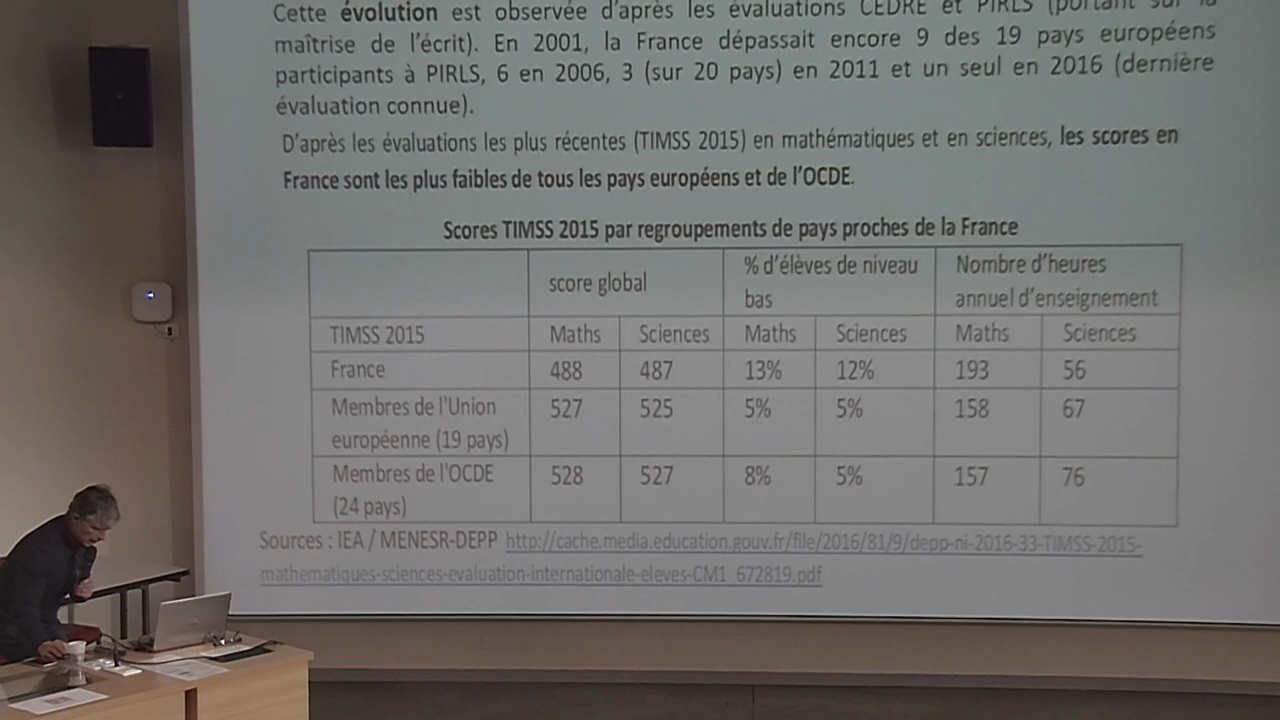 Cette évolution est observée d'après les évaluations CEDRE et PIRLS (portant sur la
maîtrise de l'écrit). En 2001, la France dépassait encore 9 des 19 pays européens
participants à PIRLS, 6 en 2006, 3 (sur 20 pays) en 2011 et un seul en 2016 (dernière
évaluation connue).
D'après les évaluations les plus récentes (TIMSS 2015) en mathématiques et en sciences, les scores en
France sont les plus faibles de tous les pays européens et de l'OCDE.
Scores TIMSS 2015 par regroupements de pays proches de la France
score global % d'élèves de niveau bas Nombre d'heures annuel d'enseignement
TIMSS 2015 Maths Sciences Maths Sciences Maths Sciences
France 488 487 13% 12% 193 56
Membres de l'Union européenne (19 pays) 527 525 5% 5% 158 67
Membres de l'OCDE (24 pays) 528 527 8% 5% 157 76
Sources : IEA / MENESR-DEPP http://cache.media.education.gouv.fr/file/2016/81/9/depp-ni-2016-33-TIMSS-2015-
mathematiques-sciences-evaluation-internationale-eleves-CM1_672819.pdf